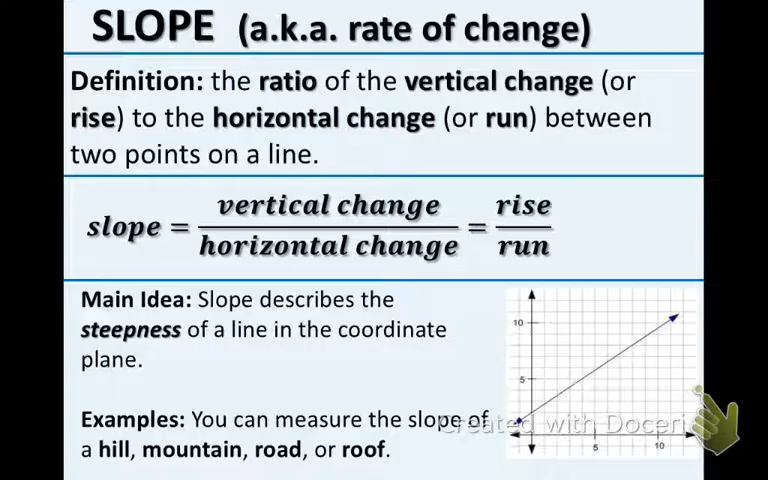 SLOPE (a.k.a. rate of change)
Definition: the ratio of the vertical change (or
rise) to the horizontal change (or run) between
two points on a line.
slope = vertical change / horizontal change = rise / run
Main Idea: Slope describes the
steepness of a line in the coordinate
plane.
Examples: You can measure the slope of
a hill, mountain, road, or roof.
10
5
5
10
Created with Doceri